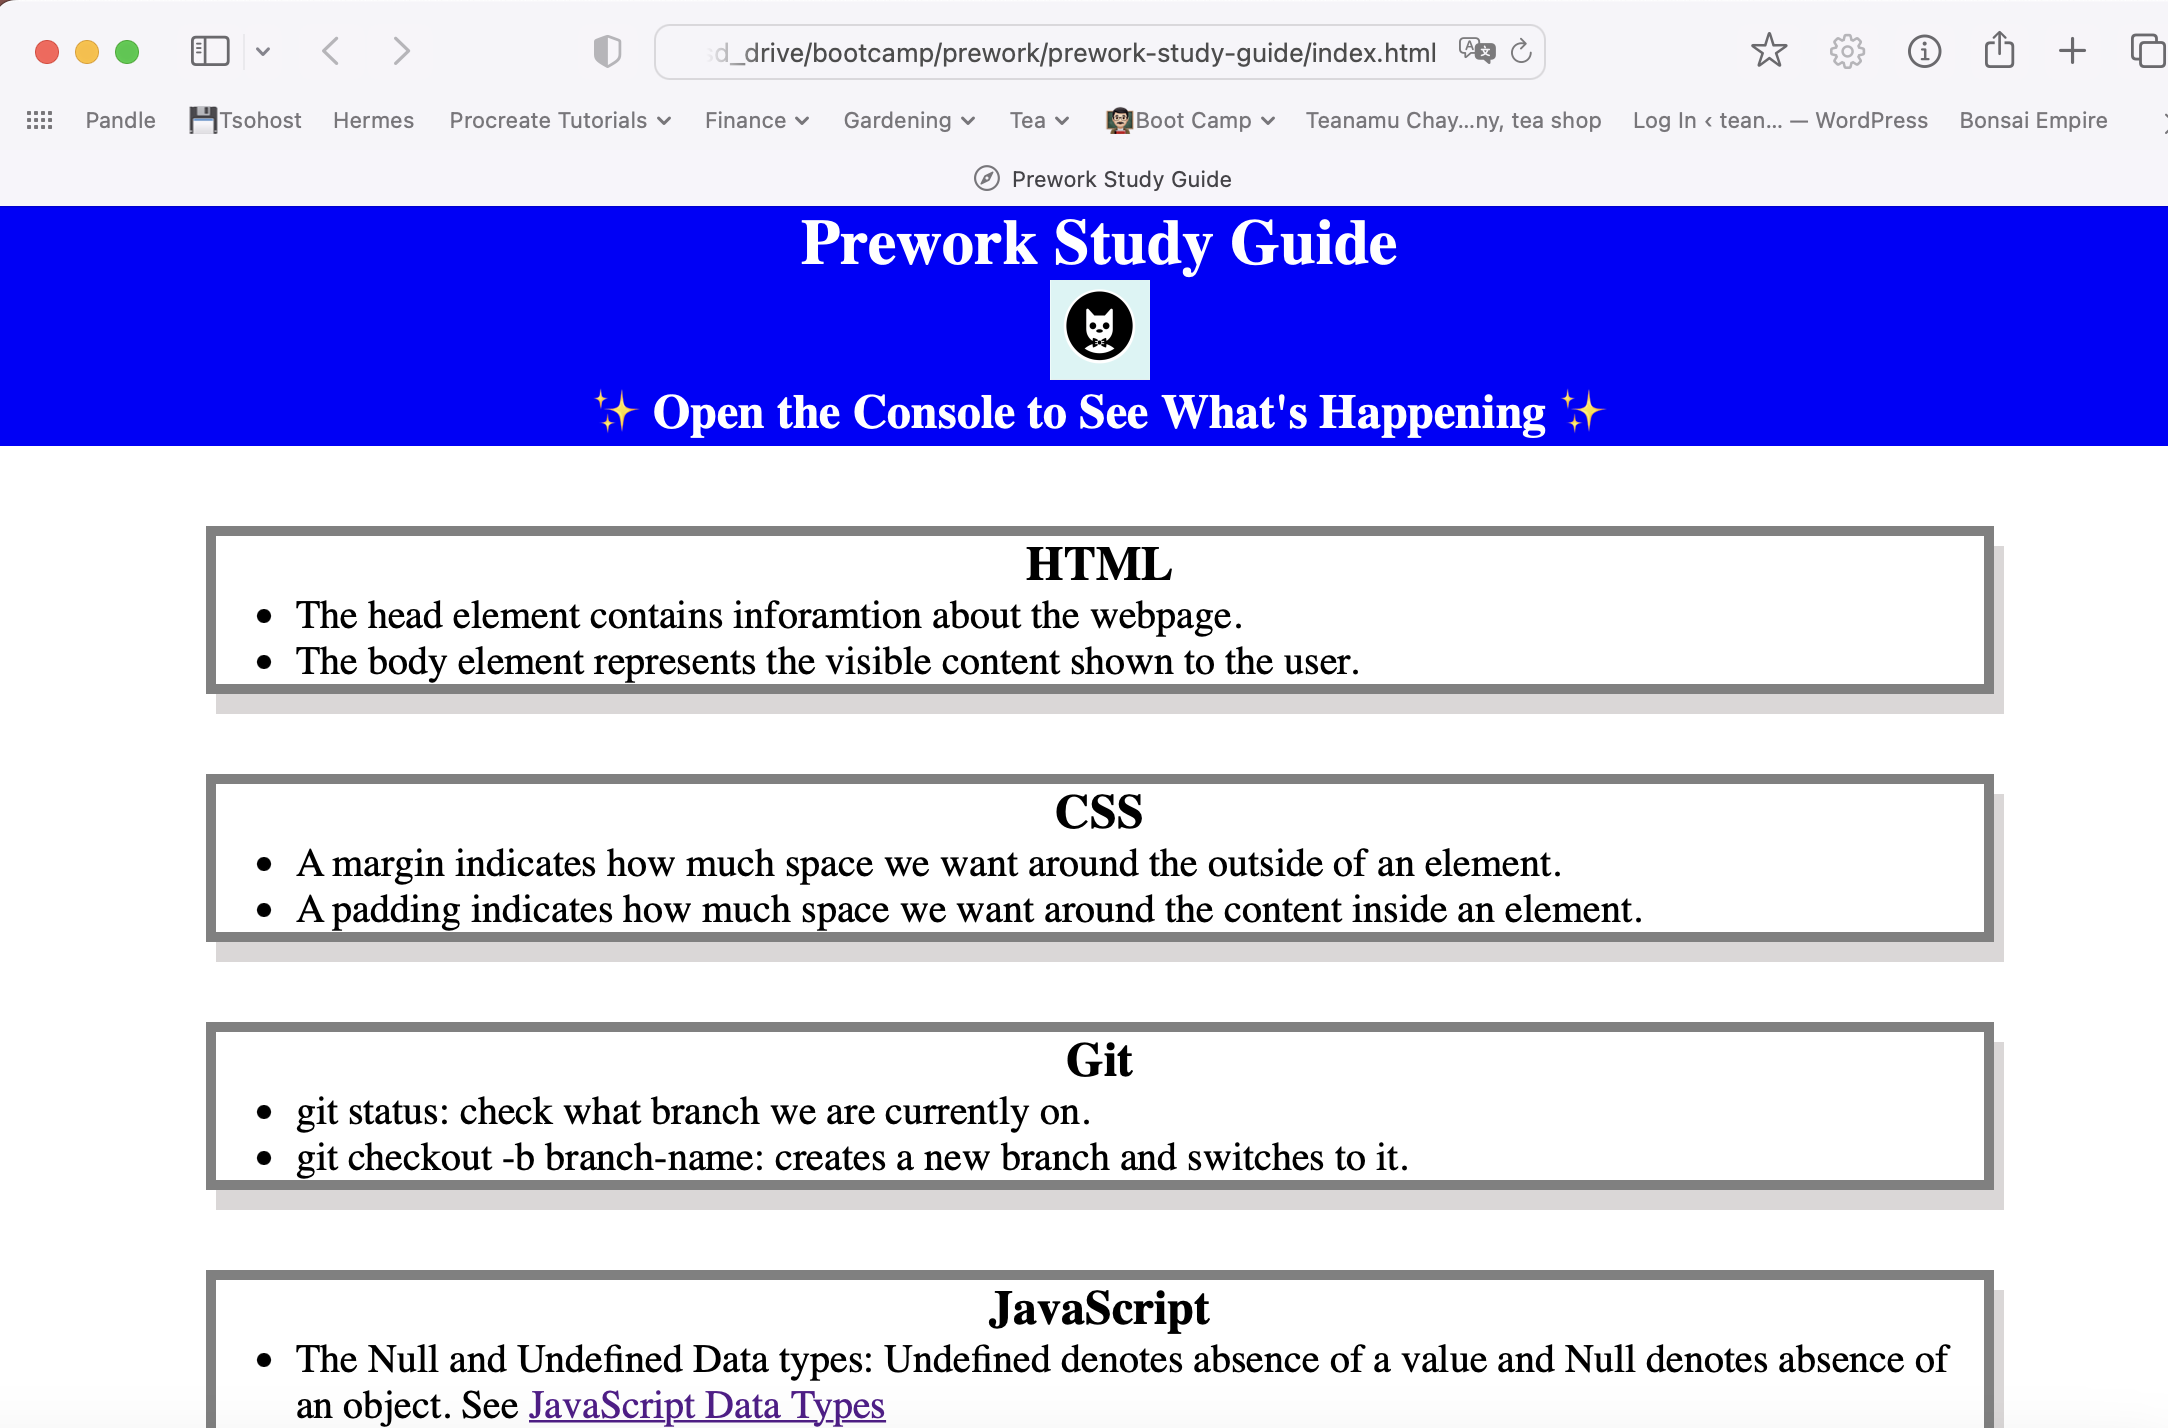 sd_drive/bootcamp/prework/prework-study-guide/index.html
Pandle 💾Tsohost Hermes Procreate Tutorials Finance Gardening Tea 👨🏻‍🏫Boot Camp Teanamu Chay...ny, tea shop Log In ‹ tean... — WordPress Bonsai Empire
Prework Study Guide
Prework Study Guide
✨ Open the Console to See What's Happening ✨
HTML
• The head element contains inforamtion about the webpage.
• The body element represents the visible content shown to the user.
CSS
• A margin indicates how much space we want around the outside of an element.
• A padding indicates how much space we want around the content inside an element.
Git
• git status: check what branch we are currently on.
• git checkout -b branch-name: creates a new branch and switches to it.
JavaScript
• The Null and Undefined Data types: Undefined denotes absence of a value and Null denotes absence of
an object. See JavaScript Data Types